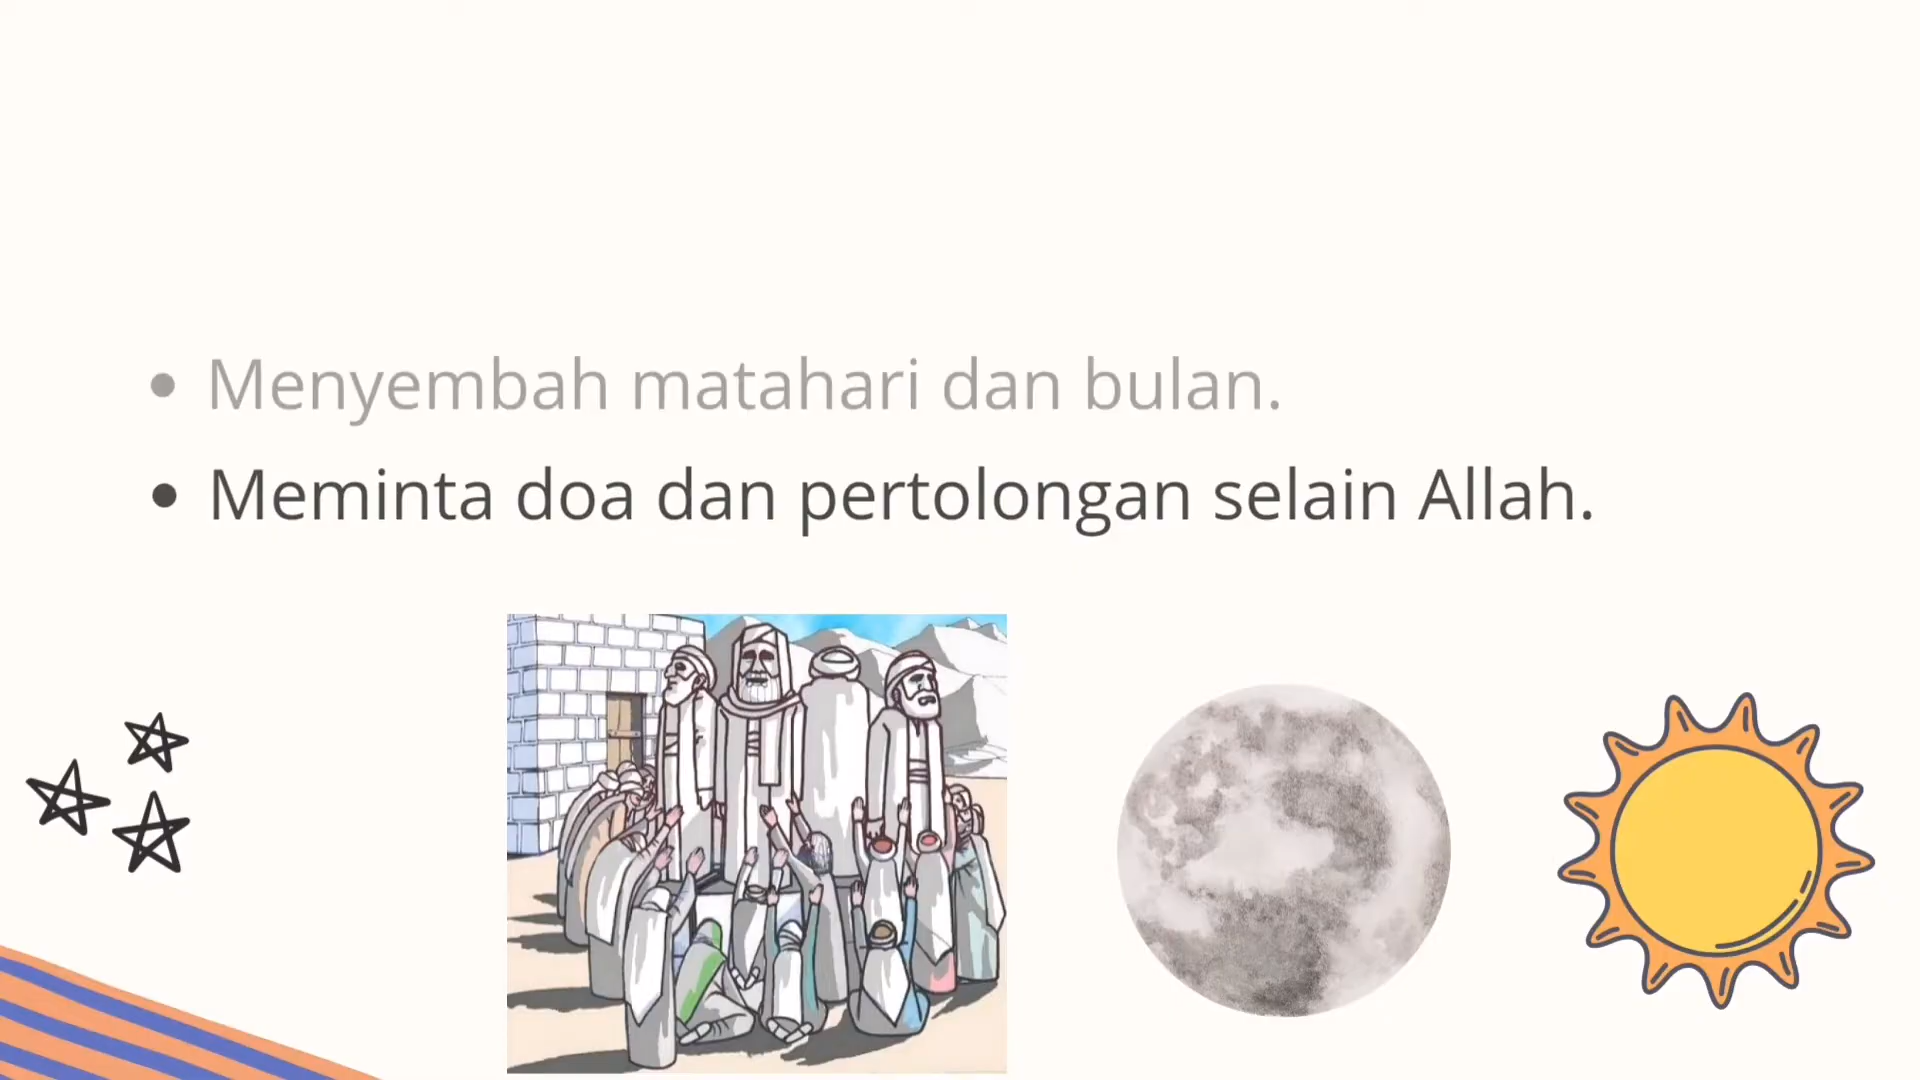 • Menyembah matahari dan bulan.
• Meminta doa dan pertolongan selain Allah.